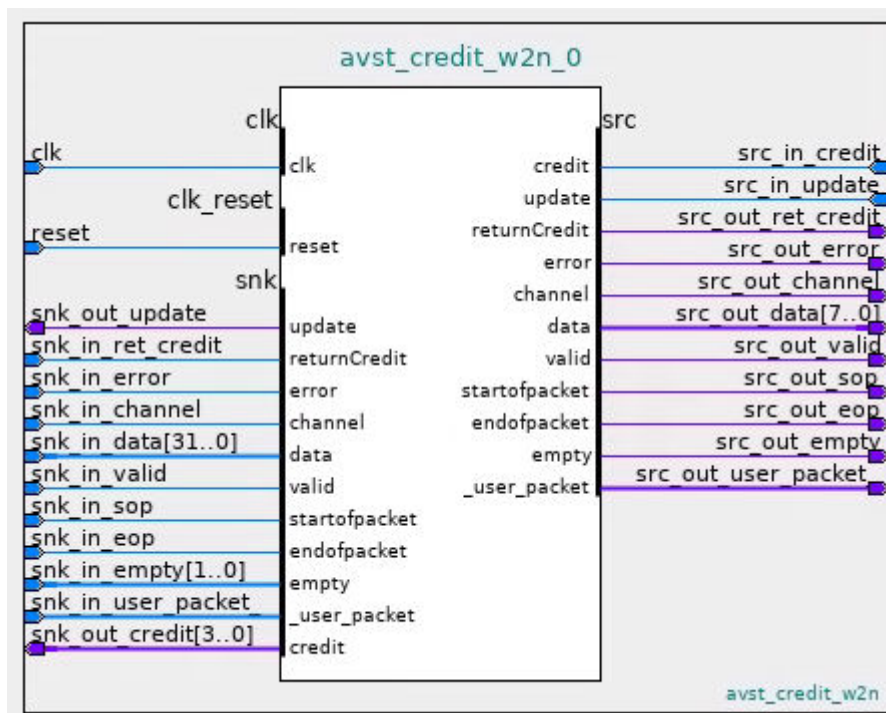 avst_credit_w2n_0
clk
src
clk
clk
credit
src_in_credit
clk_reset
update
src_in_update
reset
reset
returnCredit
src_out_ret_credit
snk
error
src_out_error
channel
src_out_channel
snk_out_update
update
data
src_out_data[7..0]
snk_in_ret_credit
returnCredit
valid
src_out_valid
snk_in_error
error
startofpacket
src_out_sop
snk_in_channel
channel
endofpacket
src_out_eop
snk_in_data[31..0]
data
empty
src_out_empty
snk_in_valid
valid
_user_packet
src_out_user_packet_
snk_in_sop
startofpacket
snk_in_eop
endofpacket
snk_in_empty[1..0]
empty
snk_in_user_packet_
_user_packet
snk_out_credit[3..0]
credit
avst_credit_w2n